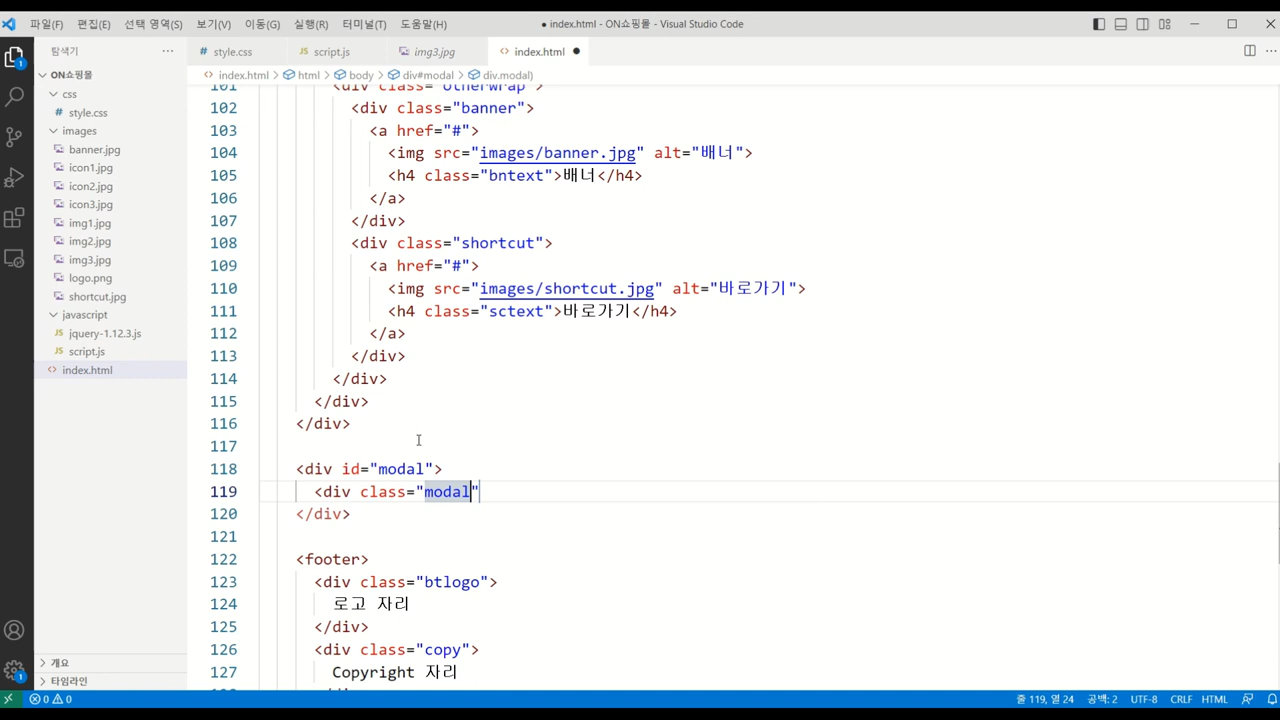 파일(F) 편집(E) 선택 영역(S) 보기(V) 이동(G) 실행(R) 터미널(T) 도움말(H) ● index.html - ON쇼핑몰 - Visual Studio Code
탐색기 ···
# style.css JS script.js img3.jpg <> index.html ●
<> index.html > html > body > div#modal > div.modal)
ON쇼핑몰
css
# style.css
images
banner.jpg
icon1.jpg
icon2.jpg
icon3.jpg
img1.jpg
img2.jpg
img3.jpg
logo.png
shortcut.jpg
javascript
JS jquery-1.12.3.js
JS script.js
<> index.html
개요
타임라인
101 <div class="otherwrap">
102 <div class="banner">
103 <a href="#">
104 <img src="images/banner.jpg" alt="배너">
105 <h4 class="bntext">배너</h4>
106 </a>
107 </div>
108 <div class="shortcut">
109 <a href="#">
110 <img src="images/shortcut.jpg" alt="바로가기">
111 <h4 class="sctext">바로가기</h4>
112 </a>
113 </div>
114 </div>
115 </div>
116 </div>
117
118 <div id="modal">
119 <div class="modal"
120 </div>
121
122 <footer>
123 <div class="btlogo">
124 로고 자리
125 </div>
126 <div class="copy">
127 Copyright 자리
0 0 줄 119, 열 24 공백: 2 UTF-8 CRLF HTML